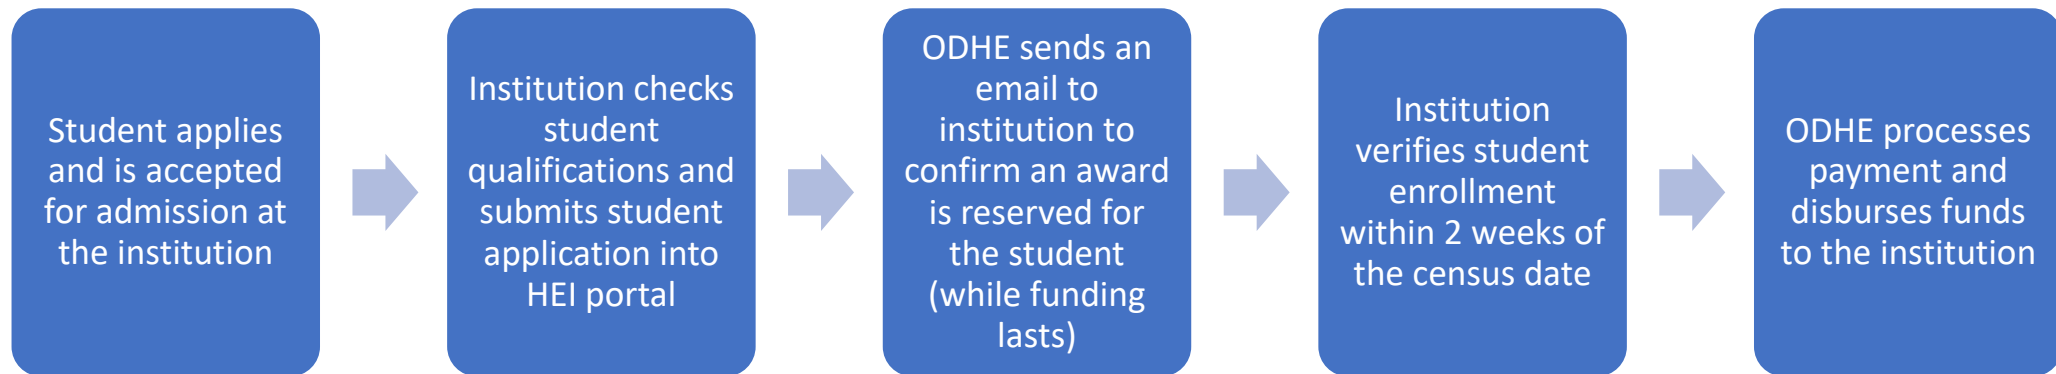 Student applies
and is accepted
for admission at
the institution
Institution checks
student
qualifications and
submits student
application into
HEI portal
ODHE sends an
email to
institution to
confirm an award
is reserved for
the student
(while funding
lasts)
Institution
verifies student
enrollment
within 2 weeks of
the census date
ODHE processes
payment and
disburses funds
to the institution